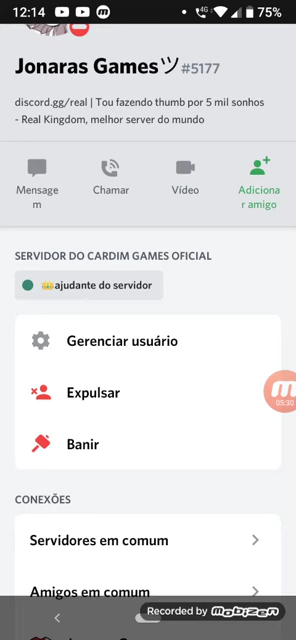 12:14
4G
75%
Jonaras Gamesツ#5177
discord.gg/real | Tou fazendo thumb por 5 mil sonhos
- Real Kingdom, melhor server do mundo
Mensage
m
Chamar
Vídeo
Adiciona
r amigo
SERVIDOR DO CARDIM GAMES OFICIAL
👑ajudante do servidor
Gerenciar usuário
Expulsar
05:30
Banir
CONEXÕES
Servidores em comum
Amigos em comum
Recorded by mobizen